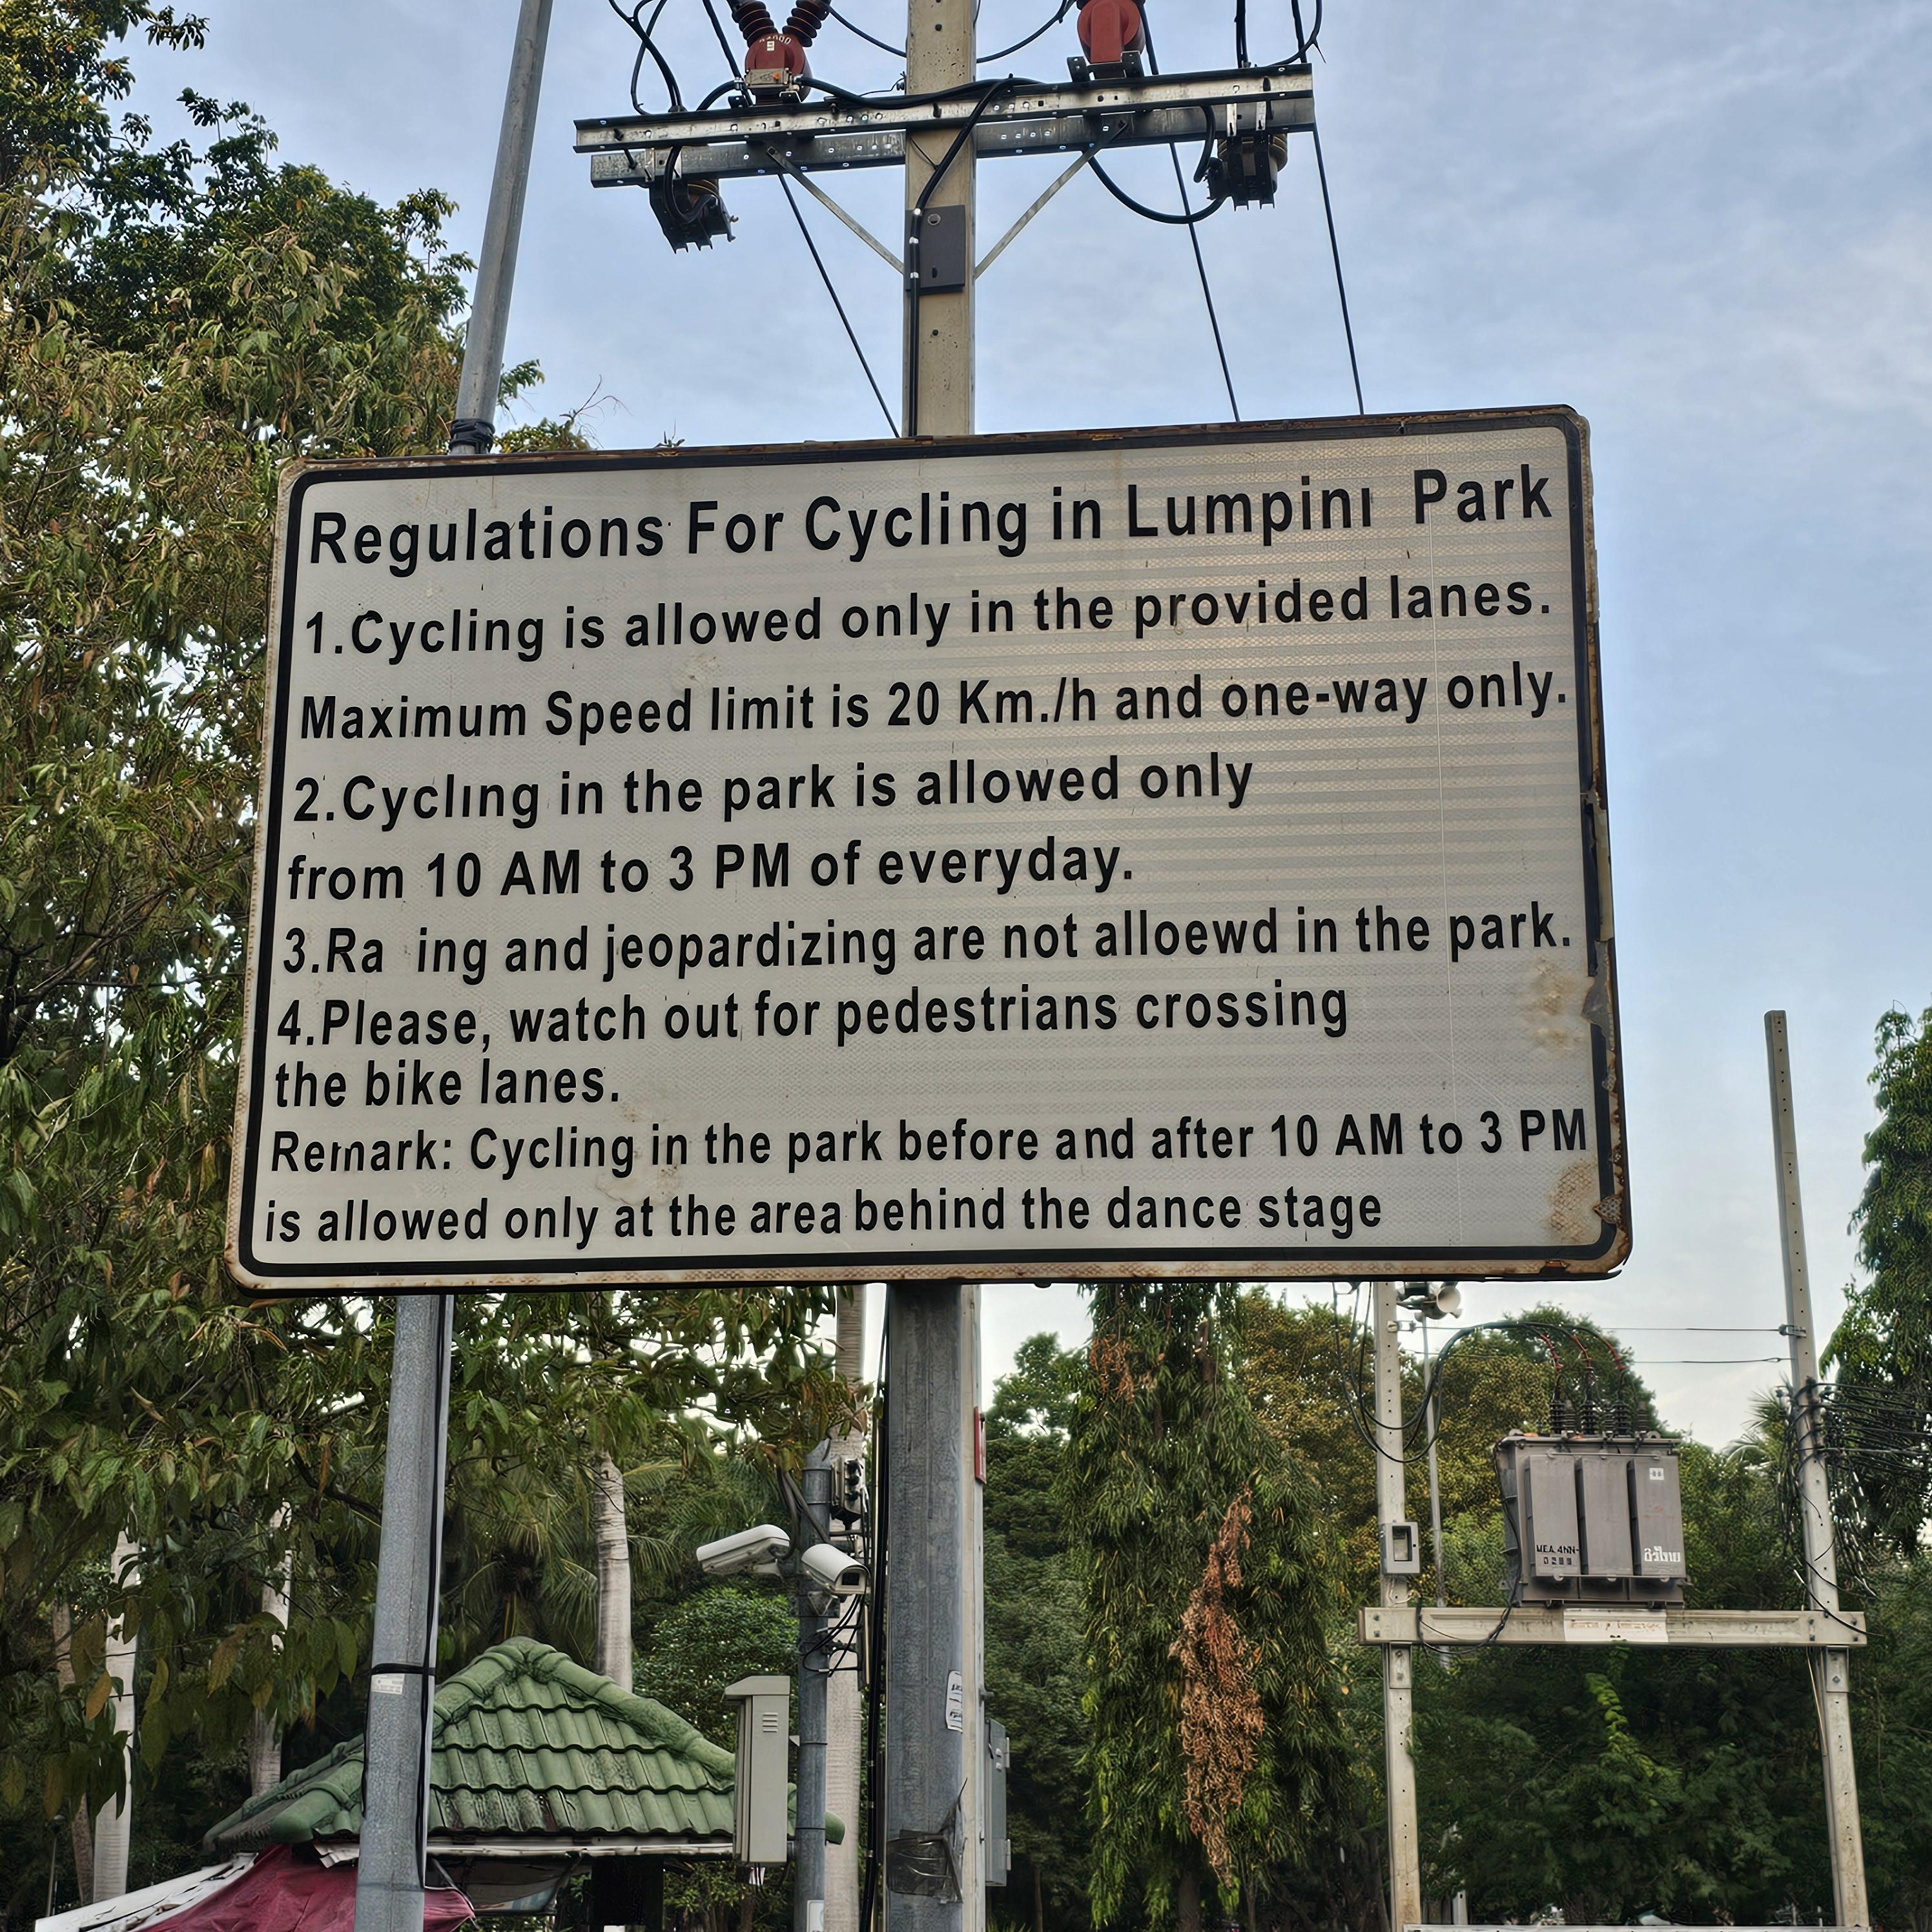 Regulations For Cycling in Lumpini Park
1.Cycling is allowed only in the provided lanes.
Maximum Speed limit is 20 Km./h and one-way only.
2.Cycling in the park is allowed only
from 10 AM to 3 PM of everyday.
3.Ra ing and jeopardizing are not alloewd in the park.
4.Please, watch out for pedestrians crossing
the bike lanes.
Remark: Cycling in the park before and after 10 AM to 3 PM
is allowed only at the area behind the dance stage